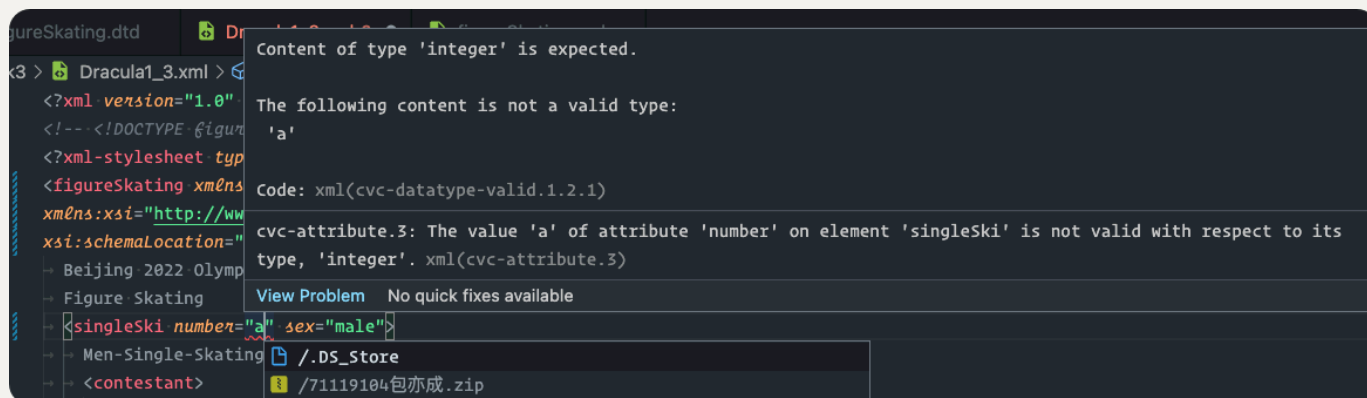 gureSkating.dtd
Content of type 'integer' is expected.
k3 > Dracula1_3.xml >
<?xml version="1.0"
The following content is not a valid type:
<!-- <!DOCTYPE figur
'a'
<?xml-stylesheet typ
<figureSkating xmlns
Code: xml(cvc-datatype-valid.1.2.1)
xmlns:xsi="http://ww
cvc-attribute.3: The value 'a' of attribute 'number' on element 'singleSki' is not valid with respect to its
xsi:schemaLocation="
type, 'integer'. xml(cvc-attribute.3)
Beijing 2022 Olymp
Figure Skating
View Problem No quick fixes available
<singleSki number="a" sex="male">
Men-Single-Skating
/.DS_Store
<contestant>
/71119104包亦成.zip